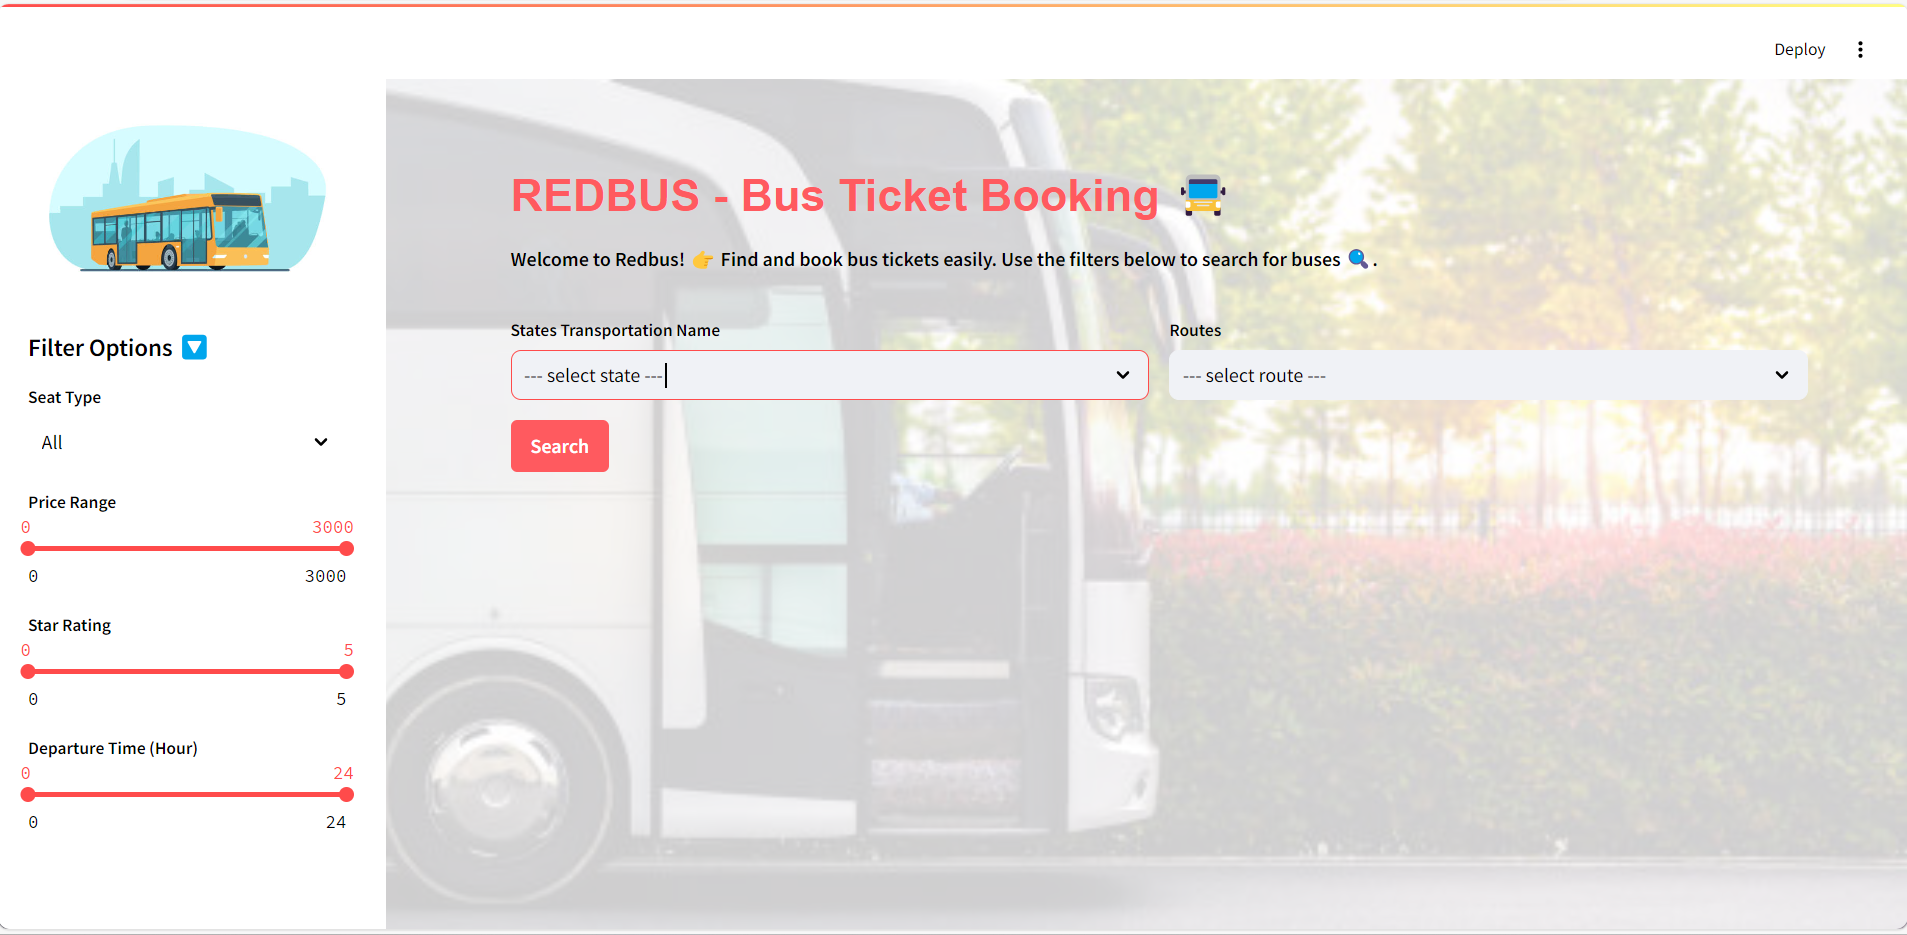 Deploy
Filter Options
Seat Type
All
Price Range
0 3000
0 3000
Star Rating
0 5
0 5
Departure Time (Hour)
0 24
0 24
REDBUS - Bus Ticket Booking
Welcome to Redbus! 👉 Find and book bus tickets easily. Use the filters below to search for buses 🔍 .
States Transportation Name
--- select state ---
Routes
--- select route ---
Search